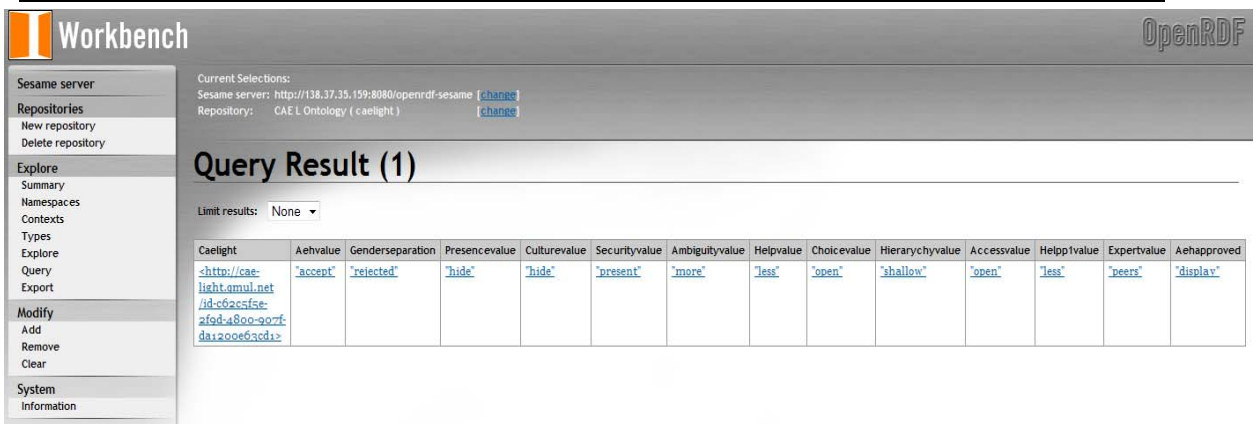 Workbench
OpenRDF
Sesame server
Repositories
New repository
Delete repository
Explore
Summary
Namespaces
Contexts
Types
Explore
Query
Export
Modify
Add
Remove
Clear
System
Information
Current Selections:
Sesame server: http://138.37.35.159:8080/openrdf-sesame [change]
Repository: CAE L Ontology ( caelight ) [change]
Query Result (1)
Limit results: None
Caelight Aehvalue Genderseparation Presencevalue Culturevalue Securityvalue Ambiguityvalue Helpvalue Choicevalue Hierarchyvalue Accessvalue Helpp1value Expertvalue Aehapproved
<http://cae- "accept" "rejected" "hide" "hide" "present" "more" "less" "open" "shallow" "open" "less" "peers" "display"
light.qmul.net
/id-c62c5f5e-
2f9d-4800-907f-
da1200e63cd1>